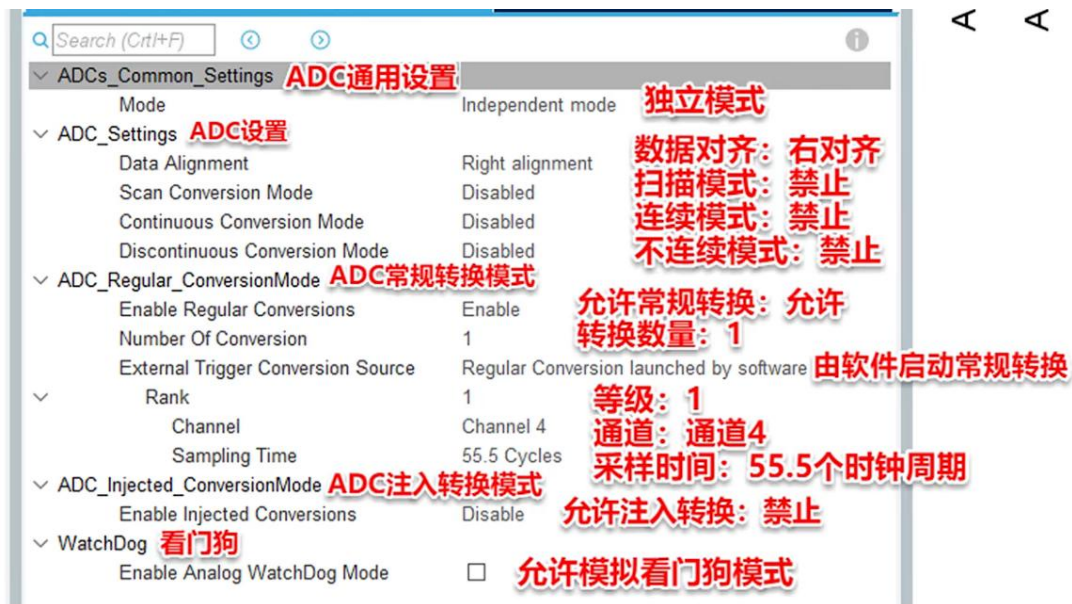 Search (Crtl+F)
ADCs_Common_Settings ADC通用设置
Mode Independent mode 独立模式
ADC_Settings ADC设置
Data Alignment Right alignment 数据对齐：右对齐
Scan Conversion Mode Disabled 扫描模式：禁止
Continuous Conversion Mode Disabled 连续模式：禁止
Discontinuous Conversion Mode Disabled 不连续模式：禁止
ADC_Regular_ConversionMode ADC常规转换模式
Enable Regular Conversions Enable 允许常规转换：允许
Number Of Conversion 1 转换数量：1
External Trigger Conversion Source Regular Conversion launched by software 由软件启动常规转换
Rank 1 等级：1
Channel Channel 4 通道：通道4
Sampling Time 55.5 Cycles 采样时间：55.5个时钟周期
ADC_Injected_ConversionMode ADC注入转换模式
Enable Injected Conversions Disable 允许注入转换：禁止
WatchDog 看门狗
Enable Analog WatchDog Mode 允许模拟看门狗模式
A A